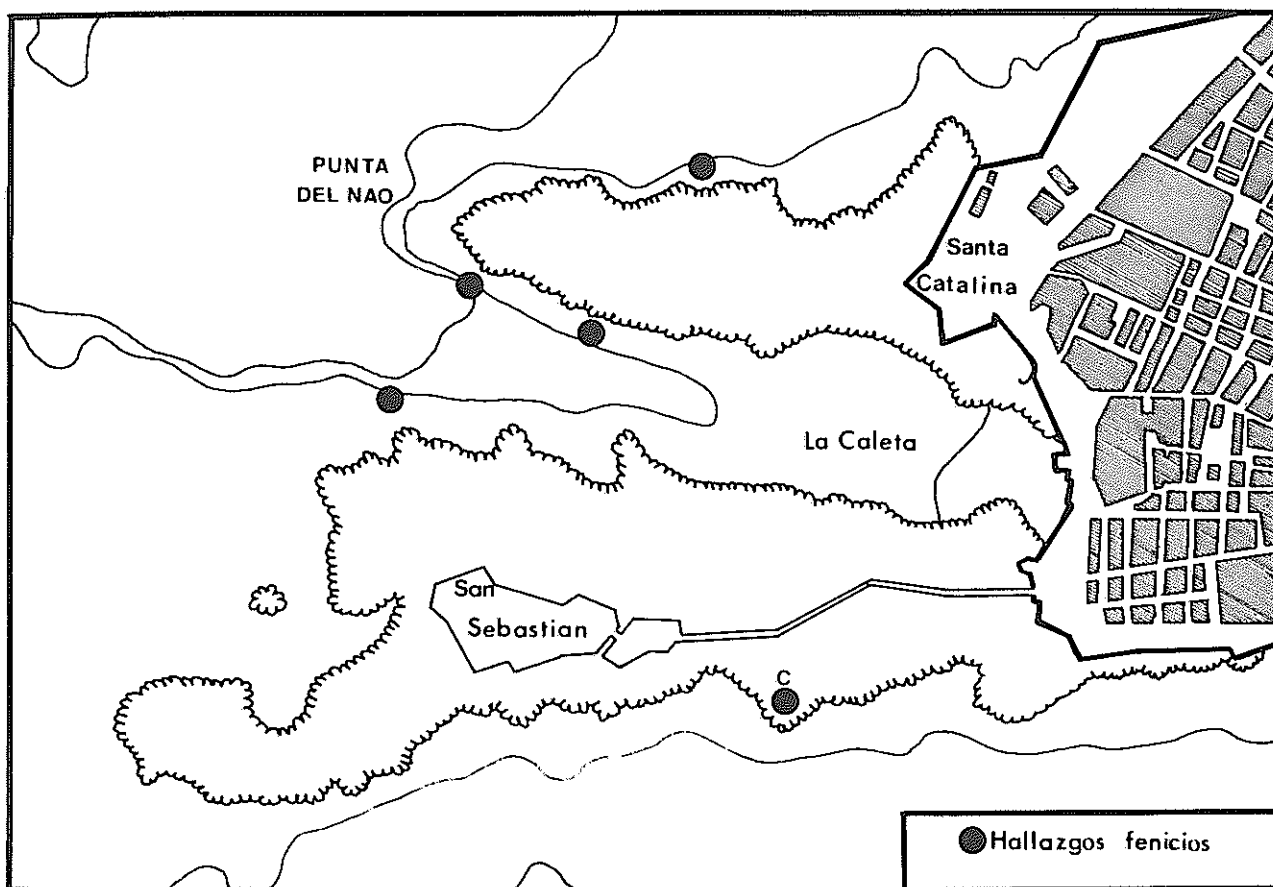 PUNTA
DEL NAO
Santa
Catalina
La Caleta
San
Sebastian
C
Hallazgos fenicios